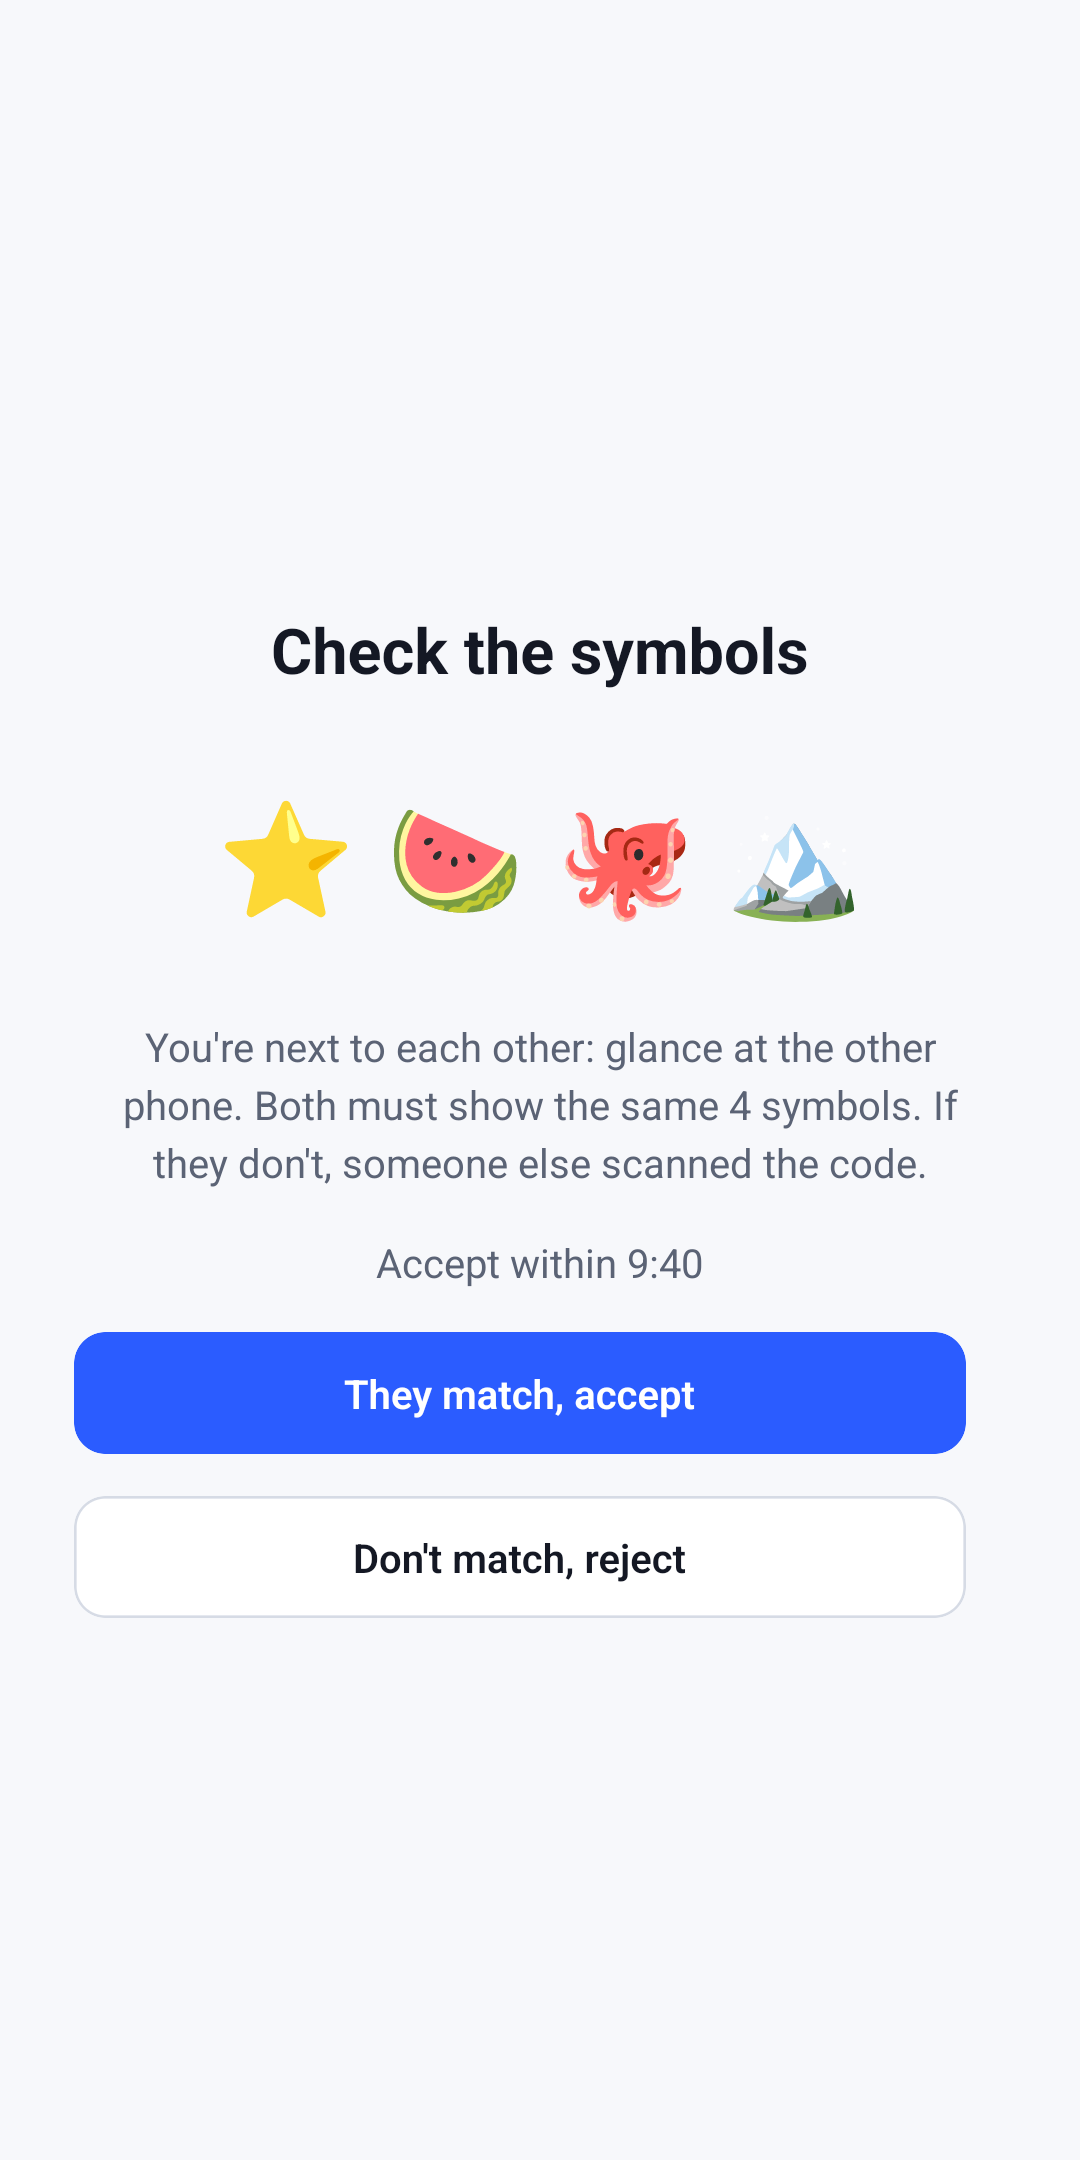 Check the symbols
You're next to each other: glance at the other
phone. Both must show the same 4 symbols. If
they don't, someone else scanned the code.
Accept within 9:40
They match, accept
Don't match, reject